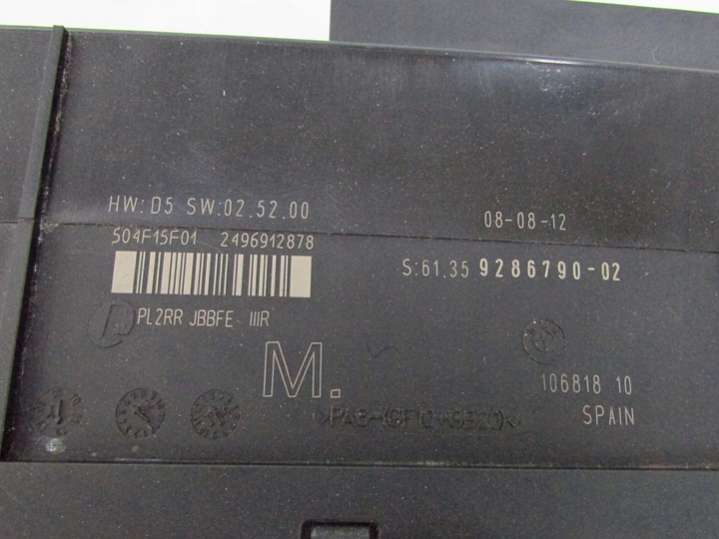 HW:D5 SW:02.52.00
08-08-12
504F15F01 2496912878
S:61.35 9286790-02
PL2RR JBBFE IIIR
M.
106818 10
SPAIN